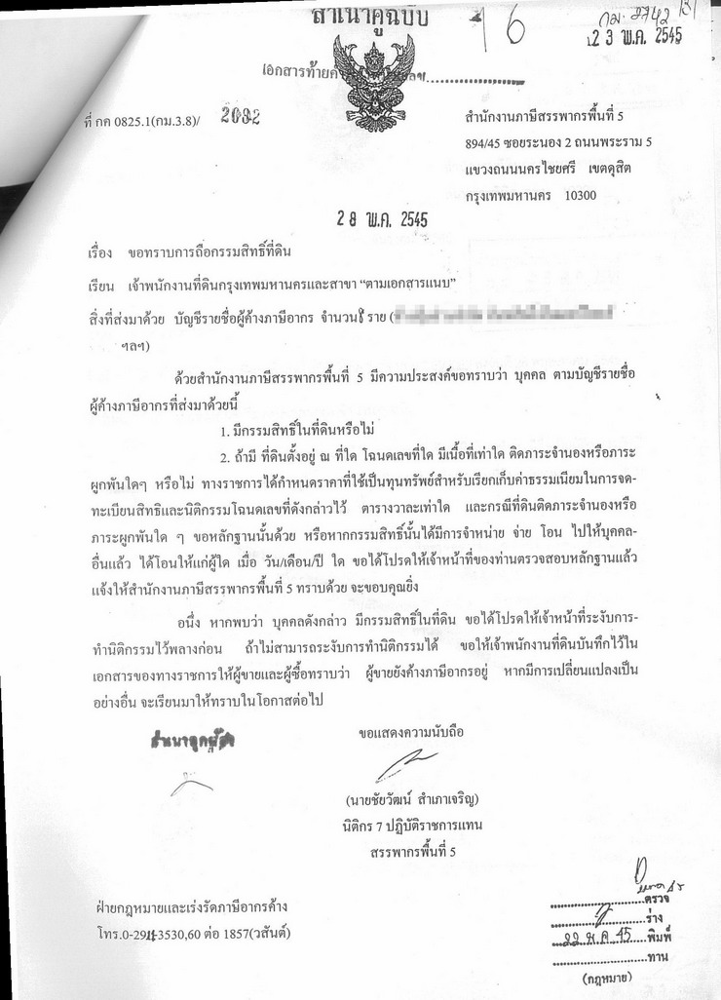 สำเนาคู่ฉบับ
16
กม. 2742
23 พ.ค. 2545
เอกสารท้าย
ที่ กค 0825.1(กม.3.8)/ 2092
สำนักงานภาษีสรรพากรพื้นที่ 5
894/45 ซอยระนอง 2 ถนนพระราม 5
แขวงถนนนครไชยศรี เขตดุสิต
กรุงเทพมหานคร 10300
28 พ.ค. 2545
เรื่อง ขอทราบการถือกรรมสิทธิ์ที่ดิน
เรียน เจ้าพนักงานที่ดินกรุงเทพมหานครและสาขา “ตามเอกสารแนบ”
สิ่งที่ส่งมาด้วย บัญชีรายชื่อผู้ค้างภาษีอากร จำนวน 8 ราย (
ฯลฯ)
ด้วยสำนักงานภาษีสรรพากรพื้นที่ 5 มีความประสงค์ขอทราบว่า บุคคล ตามบัญชีรายชื่อ
ผู้ค้างภาษีอากรที่ส่งมาด้วยนี้
1. มีกรรมสิทธิ์ในที่ดินหรือไม่
2. ถ้ามี ที่ดินตั้งอยู่ ณ ที่ใด โฉนดเลขที่ใด มีเนื้อที่เท่าใด ติดภาระจำนองหรือภาระ
ผูกพันใดๆ หรือไม่ ทางราชการได้กำหนดราคาที่ใช้เป็นทุนทรัพย์สำหรับเรียกเก็บค่าธรรมเนียมในการจด-
ทะเบียนสิทธิและนิติกรรมโฉนดเลขที่ดังกล่าวไว้ ตารางวาละเท่าใด และกรณีที่ดินติดภาระจำนองหรือ
ภาระผูกพันใด ๆ ขอหลักฐานนั้นด้วย หรือหากกรรมสิทธิ์นั้นได้มีการจำหน่าย จ่าย โอน ไปให้บุคคล-
อื่นแล้ว ได้โอนให้แก่ผู้ใด เมื่อ วัน/เดือน/ปี ใด ขอได้โปรดให้เจ้าหน้าที่ของท่านตรวจสอบหลักฐานแล้ว
แจ้งให้สำนักงานภาษีสรรพากรพื้นที่ 5 ทราบด้วย จะขอบคุณยิ่ง
อนึ่ง หากพบว่า บุคคลดังกล่าว มีกรรมสิทธิ์ในที่ดิน ขอได้โปรดให้เจ้าหน้าที่ระงับการ-
ทำนิติกรรมไว้พลางก่อน ถ้าไม่สามารถระงับการทำนิติกรรมได้ ขอให้เจ้าพนักงานที่ดินบันทึกไว้ใน
เอกสารของทางราชการให้ผู้ขายและผู้ซื้อทราบว่า ผู้ขายยังค้างภาษีอากรอยู่ หากมีการเปลี่ยนแปลงเป็น
อย่างอื่น จะเรียนมาให้ทราบในโอกาสต่อไป
ขอแสดงความนับถือ
สำเนาถูกต้อง
(นายชัยวัฒน์ สำเภาเจริญ)
นิติกร 7 ปฏิบัติราชการแทน
สรรพากรพื้นที่ 5
ฝ่ายกฎหมายและเร่งรัดภาษีอากรค้าง
โทร.0-2914-3530,60 ต่อ 1857(วสันต์)
ตรวจ
ร่าง
22 พ.ค. 45 พิมพ์
ทาน
(กฎหมาย)